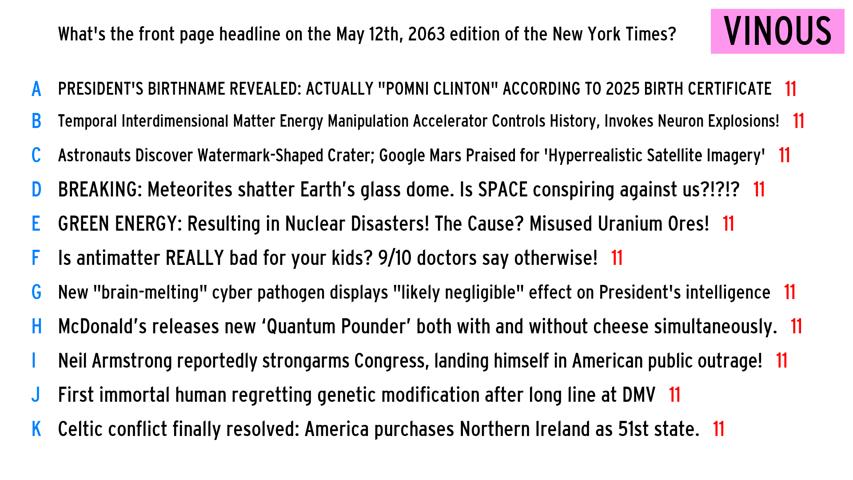 What's the front page headline on the May 12th, 2063 edition of the New York Times?
VINOUS
A PRESIDENT'S BIRTHNAME REVEALED: ACTUALLY "POMNI CLINTON" ACCORDING TO 2025 BIRTH CERTIFICATE 11
B Temporal Interdimensional Matter Energy Manipulation Accelerator Controls History, Invokes Neuron Explosions! 11
C Astronauts Discover Watermark-Shaped Crater; Google Mars Praised for 'Hyperrealistic Satellite Imagery' 11
D BREAKING: Meteorites shatter Earth's glass dome. Is SPACE conspiring against us?!?!? 11
E GREEN ENERGY: Resulting in Nuclear Disasters! The Cause? Misused Uranium Ores! 11
F Is antimatter REALLY bad for your kids? 9/10 doctors say otherwise! 11
G New "brain-melting" cyber pathogen displays "likely negligible" effect on President's intelligence 11
H McDonald’s releases new ‘Quantum Pounder’ both with and without cheese simultaneously. 11
I Neil Armstrong reportedly strongarms Congress, landing himself in American public outrage! 11
J First immortal human regretting genetic modification after long line at DMV 11
K Celtic conflict finally resolved: America purchases Northern Ireland as 51st state. 11